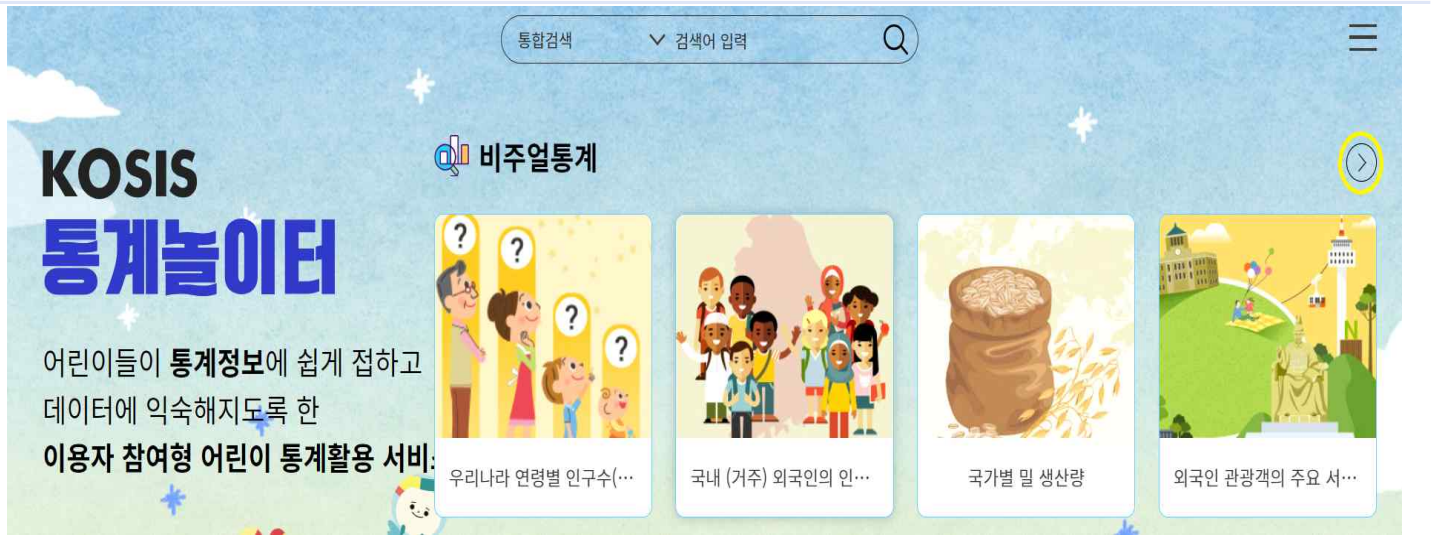 통합검색
검색어 입력
KOSIS
통계놀이터
어린이들이 통계정보에 쉽게 접하고
데이터에 익숙해지도록 한
이용자 참여형 어린이 통계활용
비주얼통계
?
?
?
?
우리나라 연령별 인구수(…
국내 (거주) 외국인의 인…
국가별 밀 생산량
외국인 관광객의 주요 서…
N